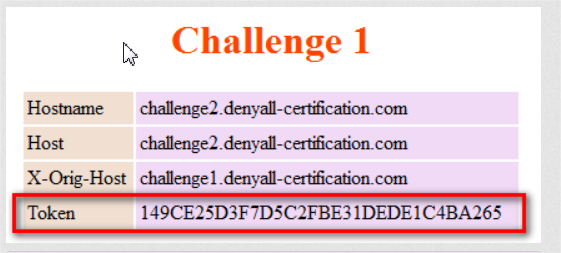 Challenge 1
Hostname challenge2.denyall-certification.com
Host challenge2.denyall-certification.com
X-Orig-Host challenge1.denyall-certification.com
Token 149CE25D3F7D5C2FBE31DEDE1C4BA265